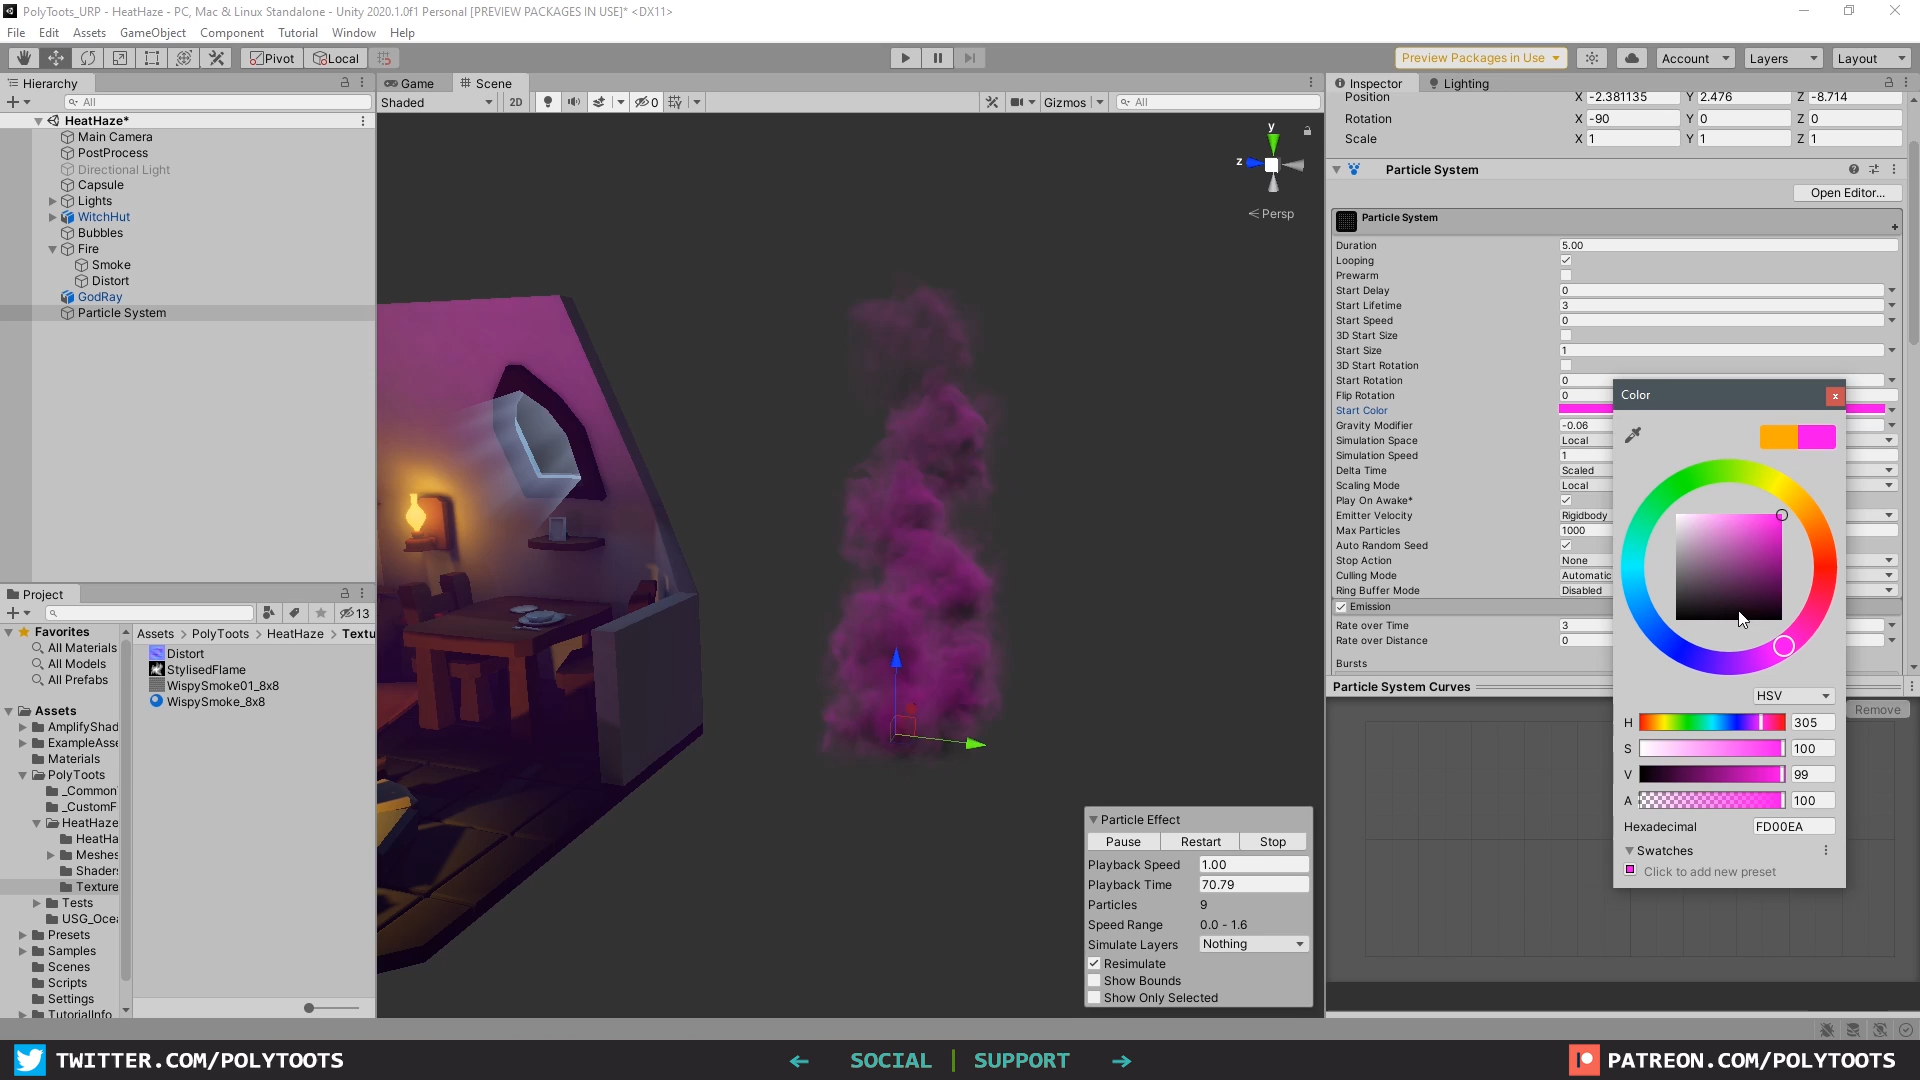 PolyToots_URP - HeatHaze - PC, Mac & Linux Standalone - Unity 2020.1.0f1 Personal [PREVIEW PACKAGES IN USE]* <DX11>
File Edit Assets GameObject Component Tutorial Window Help
Pivot Local Preview Packages in Use Account Layers Layout
Hierarchy
All
HeatHaze*
Main Camera
PostProcess
Directional Light
Capsule
Lights
WitchHut
Bubbles
Fire
Smoke
Distort
GodRay
Particle System
Game Scene
Shaded 2D 0 Gizmos All
y
z
Persp
Particle Effect
Pause Restart Stop
Playback Speed 1.00
Playback Time 70.79
Particles 9
Speed Range 0.0 - 1.6
Simulate Layers Nothing
Resimulate
Show Bounds
Show Only Selected
Project
13
Favorites
All Materials
All Models
All Prefabs
Assets
AmplifyShad
ExampleAsse
Materials
PolyToots
_Common
_CustomF
HeatHaze
HeatHa
Meshes
Shader
Texture
Tests
USG_Ocea
Presets
Samples
Scenes
Scripts
Settings
TutorialInfo
Assets > PolyToots > HeatHaze > Textu
Distort
StylisedFlame
WispySmoke01_8x8
WispySmoke_8x8
Inspector Lighting
Position X -2.381135 Y 2.476 Z -8.714
Rotation X -90 Y 0 Z 0
Scale X 1 Y 1 Z 1
Particle System
Open Editor...
Particle System
Duration 5.00
Looping
Prewarm
Start Delay 0
Start Lifetime 3
Start Speed 0
3D Start Size
Start Size 1
3D Start Rotation
Start Rotation 0
Flip Rotation 0
Start Color
Gravity Modifier -0.06
Simulation Space Local
Simulation Speed 1
Delta Time Scaled
Scaling Mode Local
Play On Awake*
Emitter Velocity Rigidbody
Max Particles 1000
Auto Random Seed
Stop Action None
Culling Mode Automatic
Ring Buffer Mode Disabled
Emission
Rate over Time 3
Rate over Distance 0
Bursts
Particle System Curves
Remove
Color
HSV
H 305
S 100
V 99
A 100
Hexadecimal FD00EA
Swatches
Click to add new preset
TWITTER.COM/POLYTOOTS
← SOCIAL | SUPPORT →
PATREON.COM/POLYTOOTS